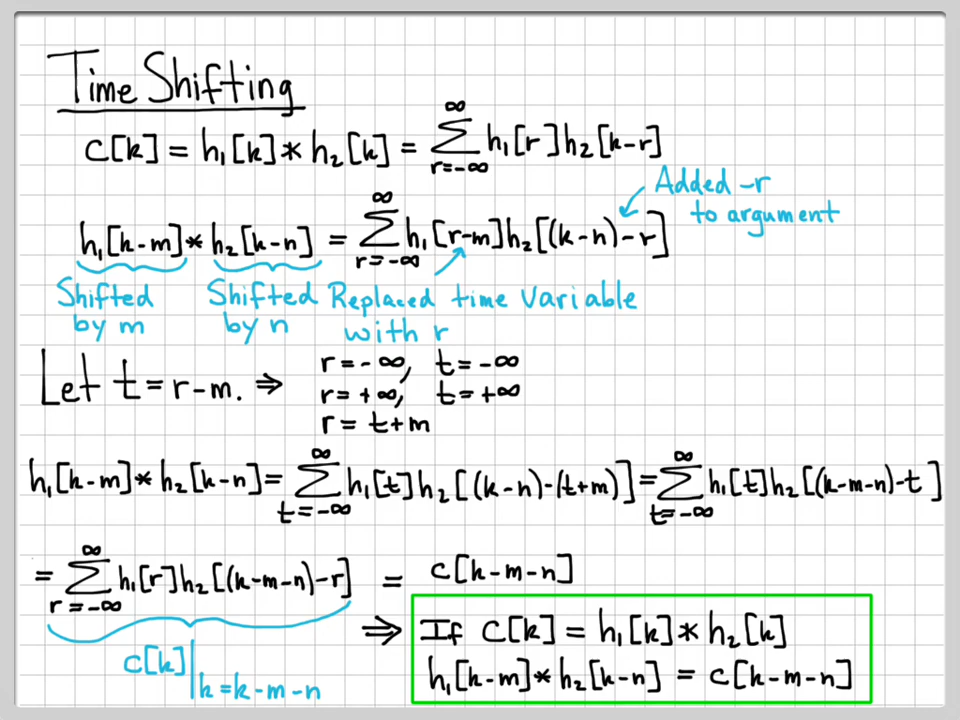 Time Shifting
c[k] = h₁[k] * h₂[k] = ∑_{r=-∞}^{∞} h₁[r]h₂[k-r]
Added -r
to argument
h₁[k-m] * h₂[k-n] = ∑_{r=-∞}^{∞} h₁[r-m]h₂[(k-n)-r]
Shifted by m
Shifted by n
Replaced time variable
with r
Let t = r-m. ⇒
r = -∞, t = -∞
r = +∞, t = +∞
r = t+m
h₁[k-m] * h₂[k-n] = ∑_{t=-∞}^{∞} h₁[t]h₂[(k-n)-(t+m)] = ∑_{t=-∞}^{∞} h₁[t]h₂[(k-m-n)-t]
= ∑_{r=-∞}^{∞} h₁[r]h₂[(k-m-n)-r] = c[k-m-n]
c[k]|_{k=k-m-n}
⇒ If c[k] = h₁[k] * h₂[k]
h₁[k-m] * h₂[k-n] = c[k-m-n]